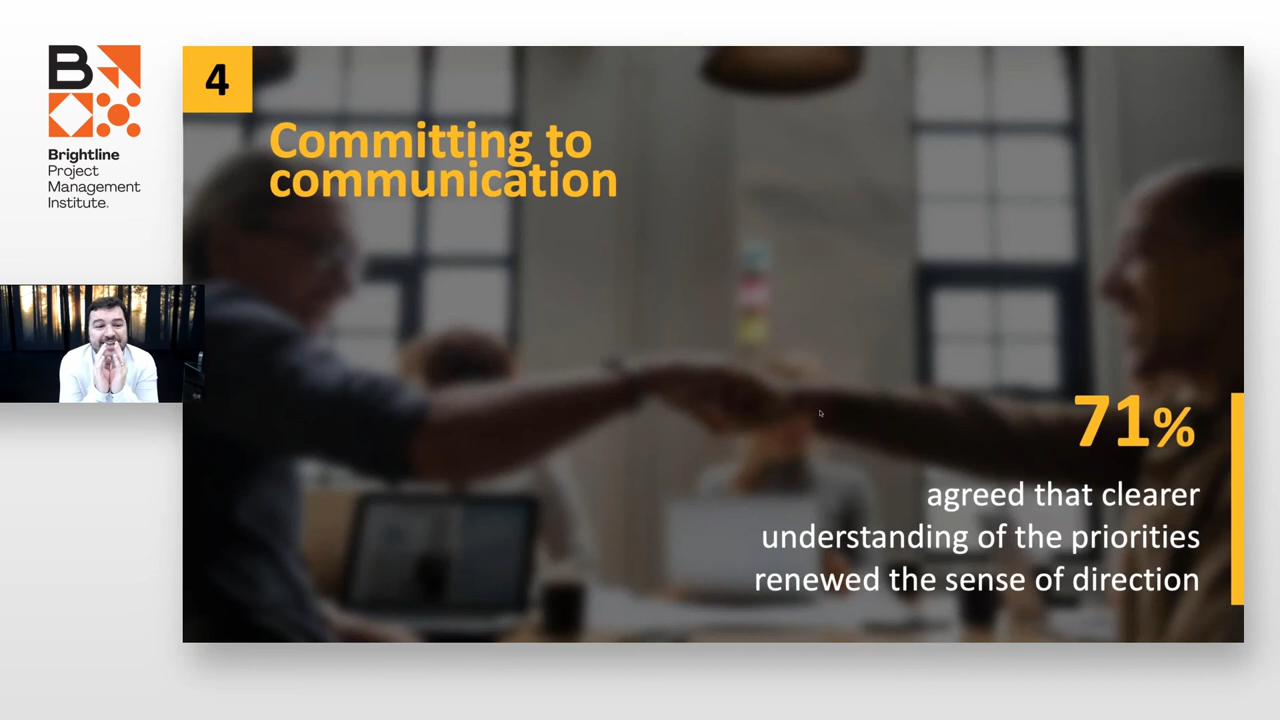 B
Brightline
Project
Management
Institute.
4
Committing to
communication
71%
agreed that clearer
understanding of the priorities
renewed the sense of direction